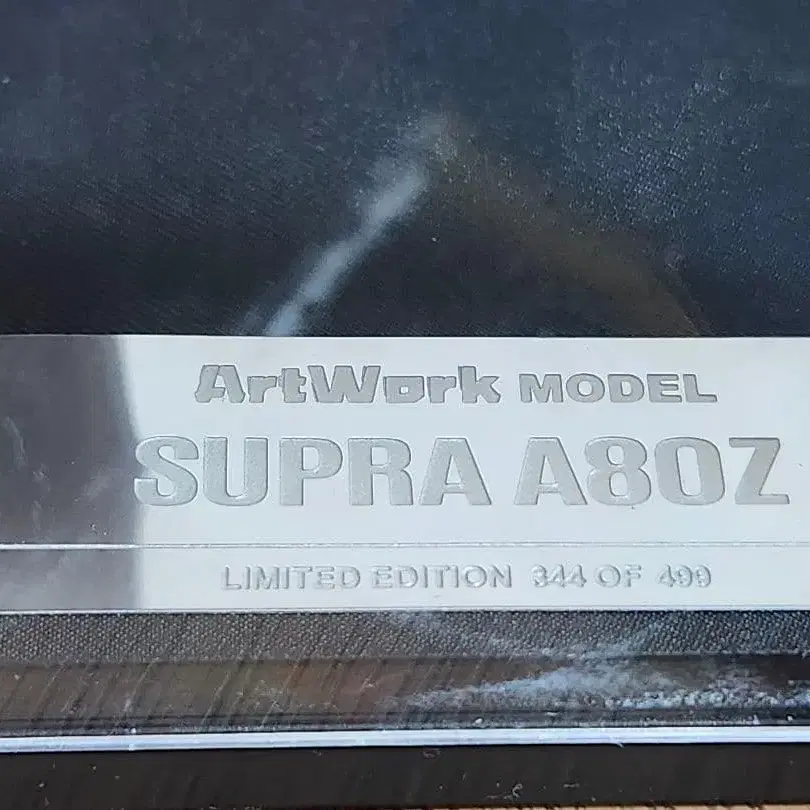 ArtWork MODEL
SUPRA A80Z
LIMITED EDITION 344 OF 499